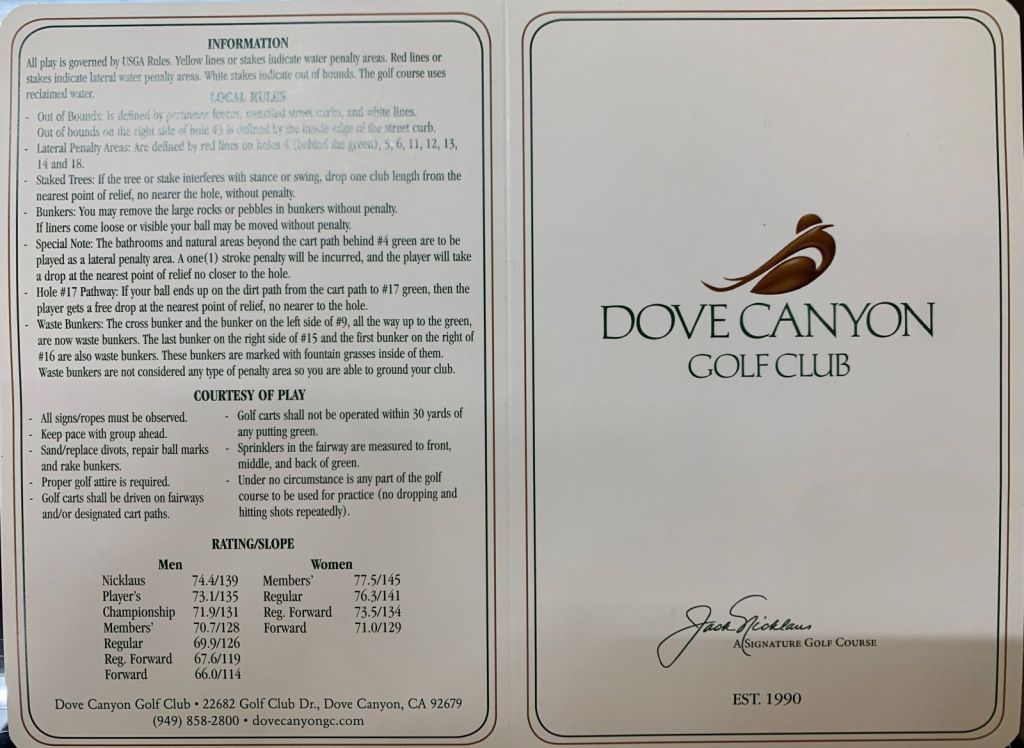 INFORMATION
All play is governed by USGA Rules. Yellow lines or stakes indicate water penalty areas. Red lines or
stakes indicate lateral water penalty areas. White stakes indicate out of bounds. The golf course uses
reclaimed water.
LOCAL RULES
- Out of Bounds: Is defined by perimeter fences, stenciled street curbs, and white lines.
Out of bounds on the right side of hole is defined by the inside edge of the street curb.
- Lateral Penalty Areas: Are defined by red lines on holes 4 (behind the green), 5, 6, 11, 12, 13,
14 and 18.
- Staked Trees: If the tree or stake interferes with stance or swing, drop one club length from the
nearest point of relief, no nearer the hole, without penalty.
- Bunkers: You may remove the large rocks or pebbles in bunkers without penalty.
If liners come loose or visible your ball may be moved without penalty.
- Special Note: The bathrooms and natural areas beyond the cart path behind #4 green are to be
played as a lateral penalty area. A one(1) stroke penalty will be incurred, and the player will take
a drop at the nearest point of relief no closer to the hole.
- Hole #17 Pathway: If your ball ends up on the dirt path from the cart path to #17 green, then the
player gets a free drop at the nearest point of relief, no nearer to the hole.
- Waste Bunkers: The cross bunker and the bunker on the left side of #9, all the way up to the green,
are now waste bunkers. The last bunker on the right side of #15 and the first bunker on the right of
#16 are also waste bunkers. These bunkers are marked with fountain grasses inside of them.
Waste bunkers are not considered any type of penalty area so you are able to ground your club.
COURTESY OF PLAY
- All signs/ropes must be observed.
- Keep pace with group ahead.
- Sand/replace divots, repair ball marks
and rake bunkers.
- Proper golf attire is required.
- Golf carts shall be driven on fairways
and/or designated cart paths.
- Golf carts shall not be operated within 30 yards of
any putting green.
- Sprinklers in the fairway are measured to front,
middle, and back of green.
- Under no circumstance is any part of the golf
course to be used for practice (no dropping and
hitting shots repeatedly).
RATING/SLOPE
Men
Nicklaus 74.4/139
Player's 73.1/135
Championship 71.9/131
Members' 70.7/128
Regular 69.9/126
Reg. Forward 67.6/119
Forward 66.0/114
Women
Members' 77.5/145
Regular 76.3/141
Reg. Forward 73.5/134
Forward 71.0/129
Dove Canyon Golf Club • 22682 Golf Club Dr., Dove Canyon, CA 92679
(949) 858-2800 • dovecanyongc.com
DOVE CANYON
GOLF CLUB
Jack Nicklaus
A SIGNATURE GOLF COURSE
EST. 1990